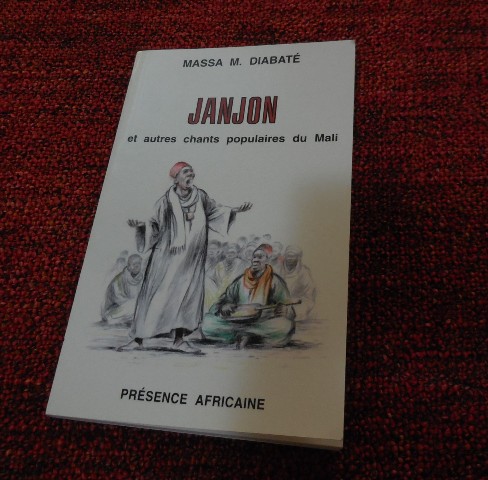 MASSA M. DIABATÉ
JANJON
et autres chants populaires du Mali
PRÉSENCE AFRICAINE